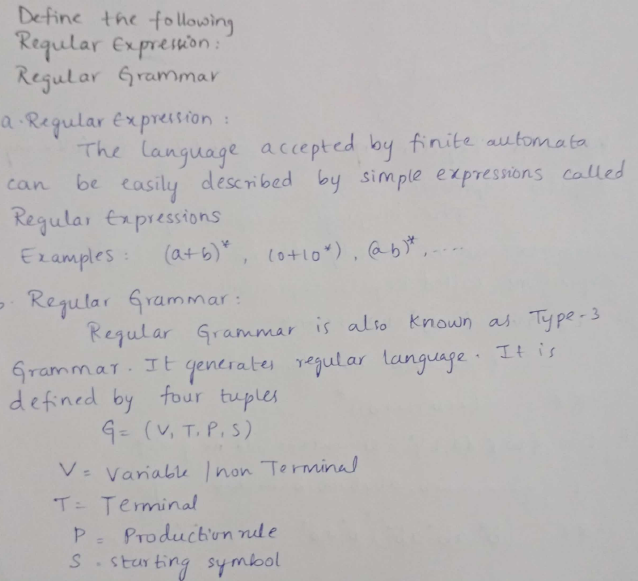 Define the following
Regular Expression:
Regular Grammar
a. Regular Expression:
The language accepted by finite automata
can be easily described by simple expressions called
Regular Expressions
Examples: (a+b)*, (0+10*), (ab)*, ....
Regular Grammar:
Regular Grammar is also known as Type-3
Grammar. It generates regular language. It is
defined by four tuples
G= (V, T, P, S)
V= Variable / non Terminal
T= Terminal
P= Production rule
S - starting symbol